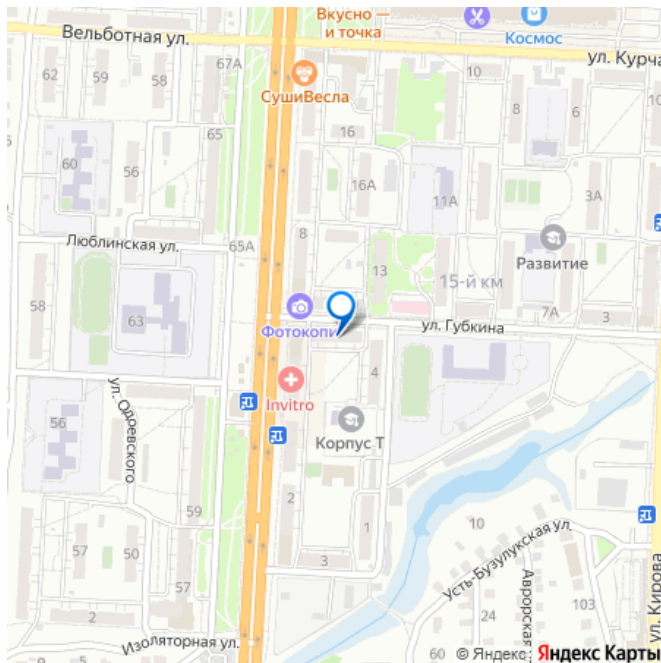 Вельботная ул.
Вкусно —
и точка
Космос
ул. Курча
62
59
67А
СушиВесла
10
58
65
16
8
6
60
56
16А
11А
3А
Люблинская ул.
65А
8
13
15-й км
Развитие
58
63
Фотокопи
ул. Губкина
7А
3
4
Invitro
ул. Одоевского
56
Корпус Т
59
2
1
10
Усть-Бузулукская ул.
57
50
57
3
Аврорская
ул. Кирова
2
24
103
Изоляторная ул.
60
© Яндекс Яндекс Карты